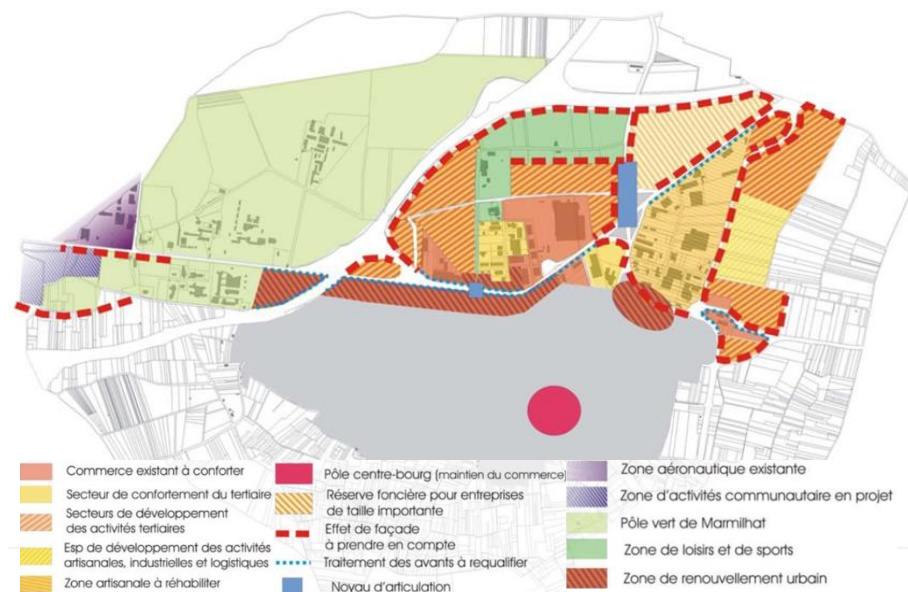 Commerce existant à conforter
Secteur de confortement du tertiaire
Secteurs de développement
des activités tertiaires
Esp de développement des activités
artisanales, industrielles et logistiques
Zone artisanale à réhabiliter
Pôle centre-bourg (maintien du commerce)
Réserve foncière pour entreprises
de taille importante
Effet de façade
à prendre en compte
Traitement des avants à requalifier
Noyau d'articulation
Zone aéronautique existante
Zone d'activités communautaire en projet
Pôle vert de Marmilhat
Zone de loisirs et de sports
Zone de renouvellement urbain